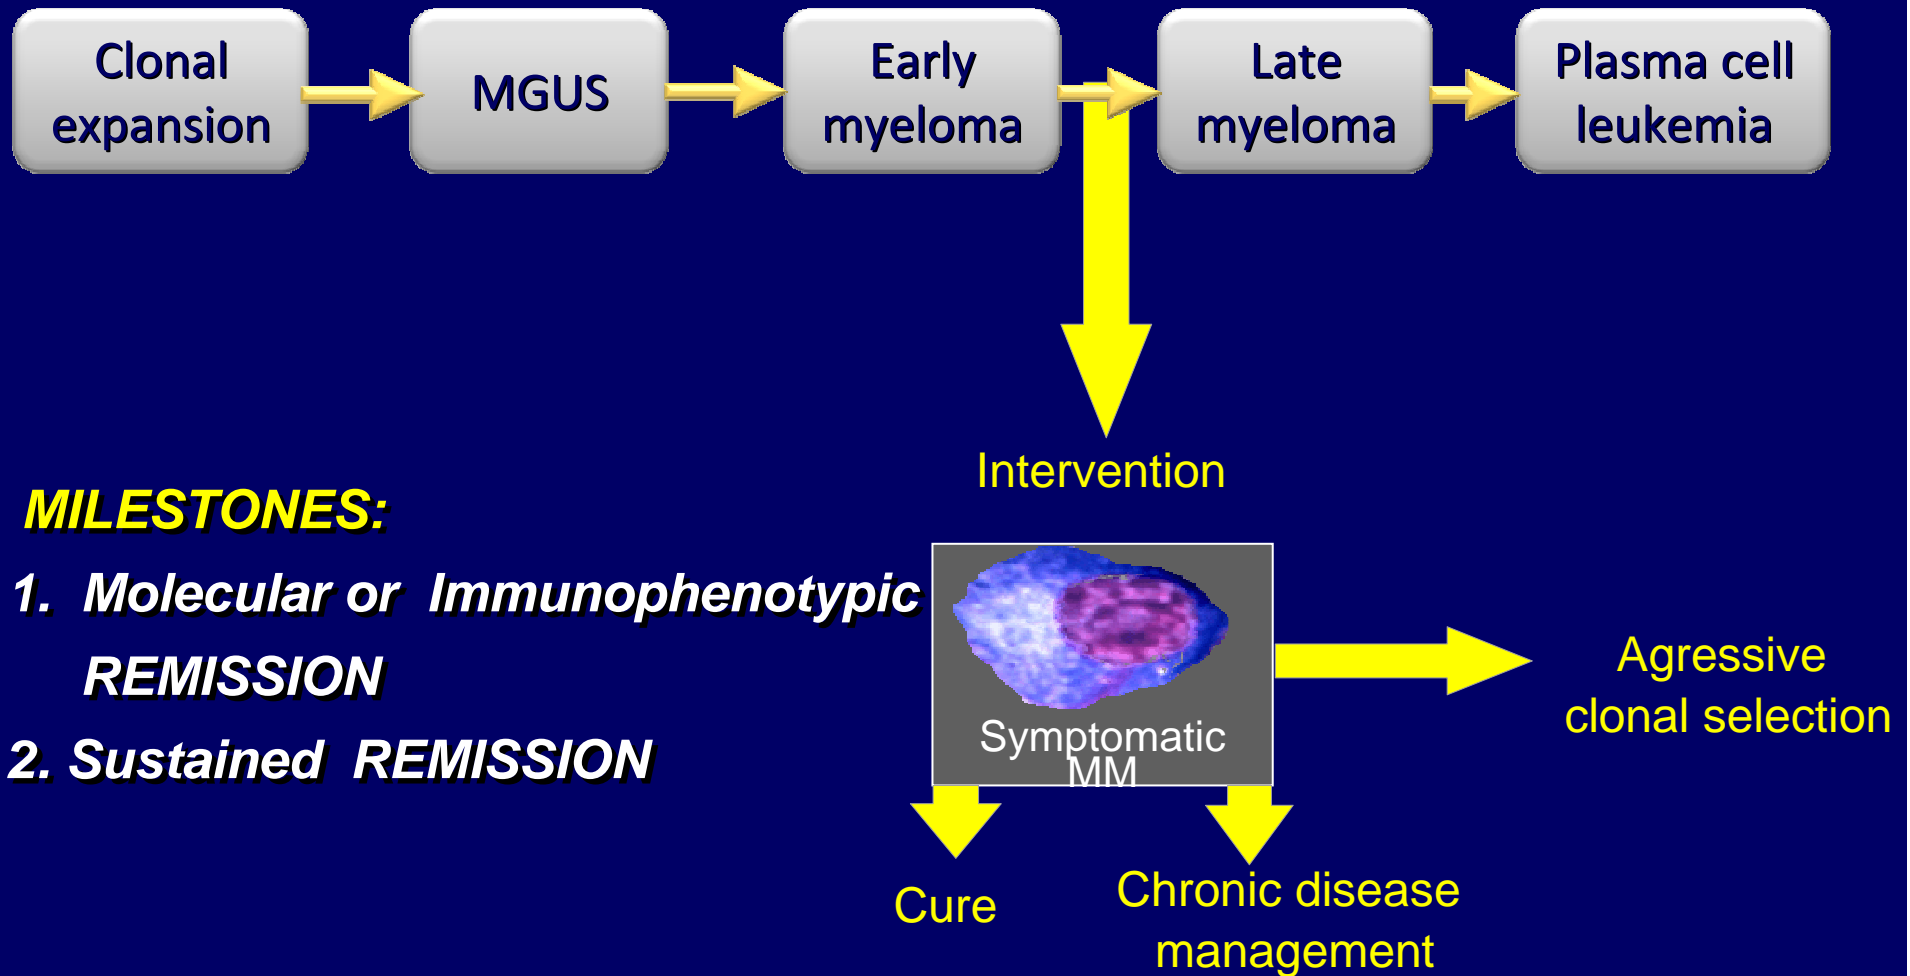 Clonal
expansion
MGUS
Early
myeloma
Late
myeloma
Plasma cell
leukemia
Intervention
MILESTONES:
1. Molecular or Immunophenotypic
REMISSION
2. Sustained REMISSION
Symptomatic
MM
Agressive
clonal selection
Cure
Chronic disease
management